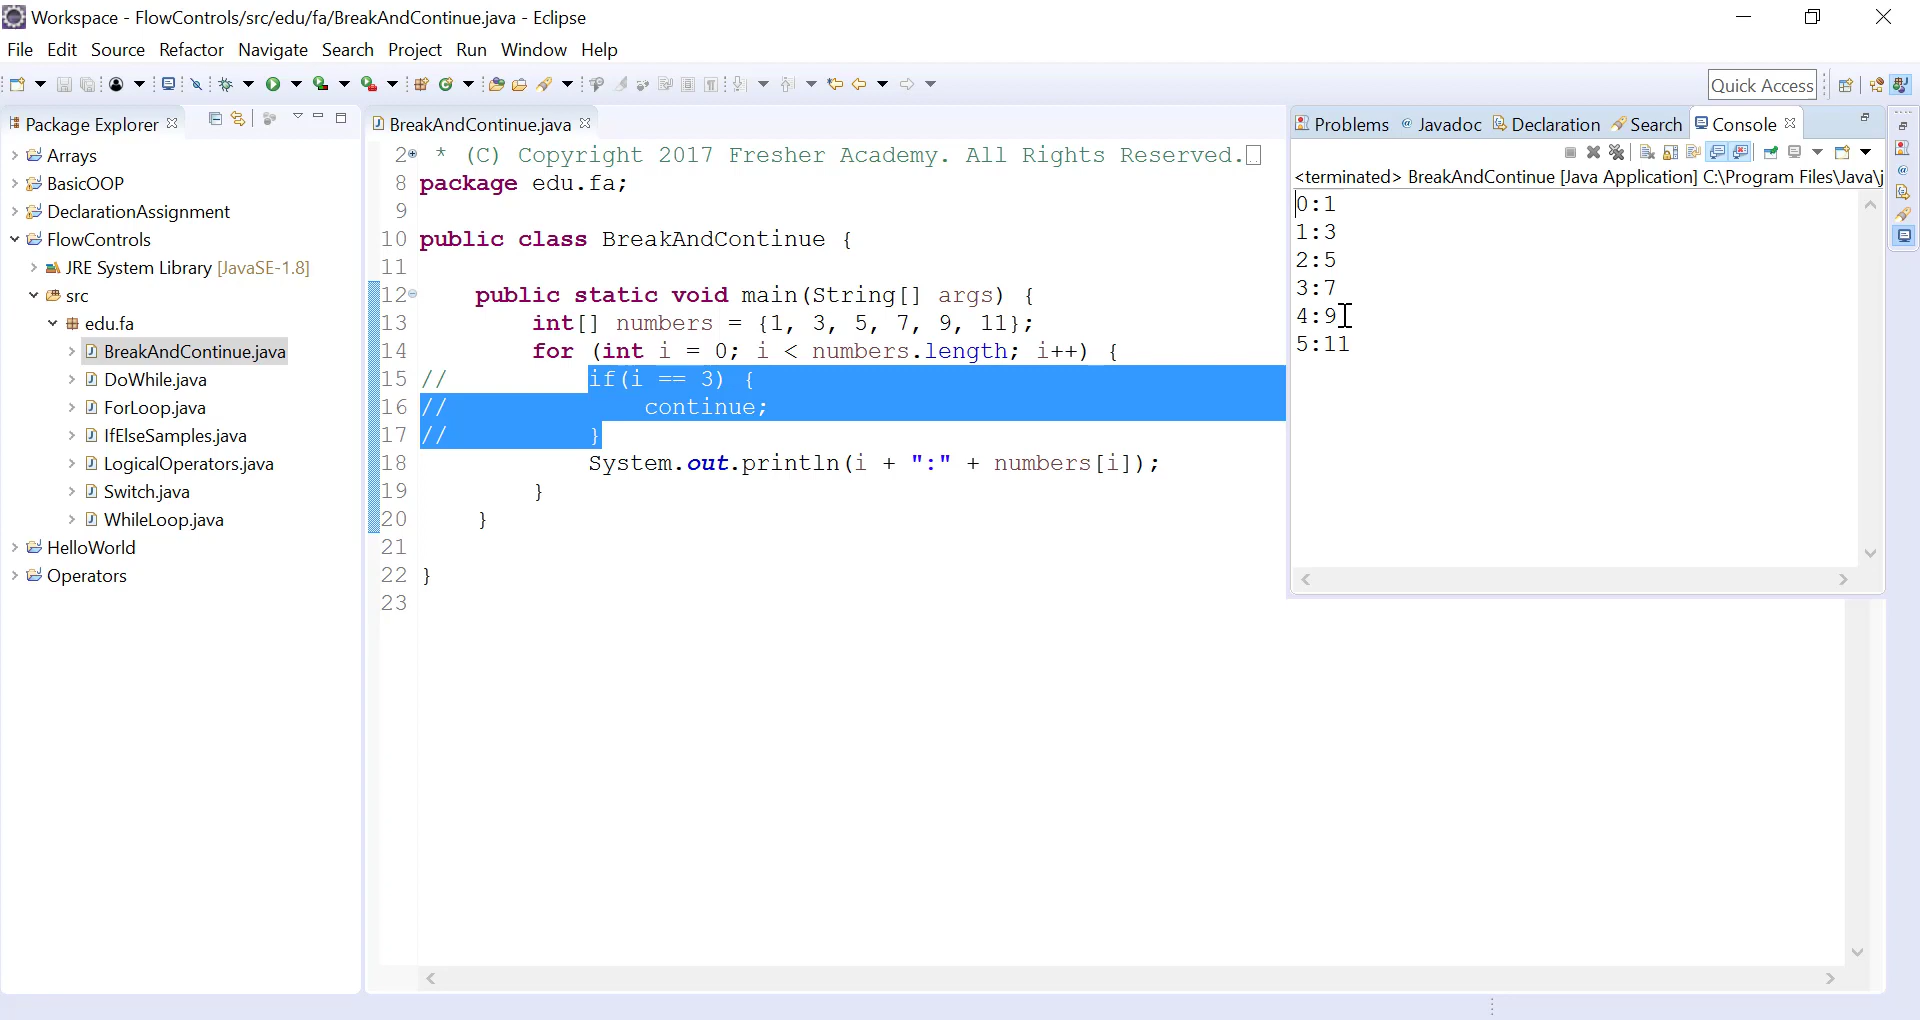 Workspace - FlowControls/src/edu/fa/BreakAndContinue.java - Eclipse
File Edit Source Refactor Navigate Search Project Run Window Help
Quick Access
Package Explorer
Arrays
BasicOOP
DeclarationAssignment
FlowControls
JRE System Library [JavaSE-1.8]
src
edu.fa
BreakAndContinue.java
DoWhile.java
ForLoop.java
IfElseSamples.java
LogicalOperators.java
Switch.java
WhileLoop.java
HelloWorld
Operators
BreakAndContinue.java
2 * (C) Copyright 2017 Fresher Academy. All Rights Reserved.
8 package edu.fa;
9
10 public class BreakAndContinue {
11
12 public static void main(String[] args) {
13 int[] numbers = {1, 3, 5, 7, 9, 11};
14 for (int i = 0; i < numbers.length; i++) {
15 // if(i == 3) {
16 // continue;
17 // }
18 System.out.println(i + ":" + numbers[i]);
19 }
20 }
21
22 }
23
Problems @ Javadoc Declaration Search Console
<terminated> BreakAndContinue [Java Application] C:\Program Files\Java\j
0:1
1:3
2:5
3:7
4:9
5:11